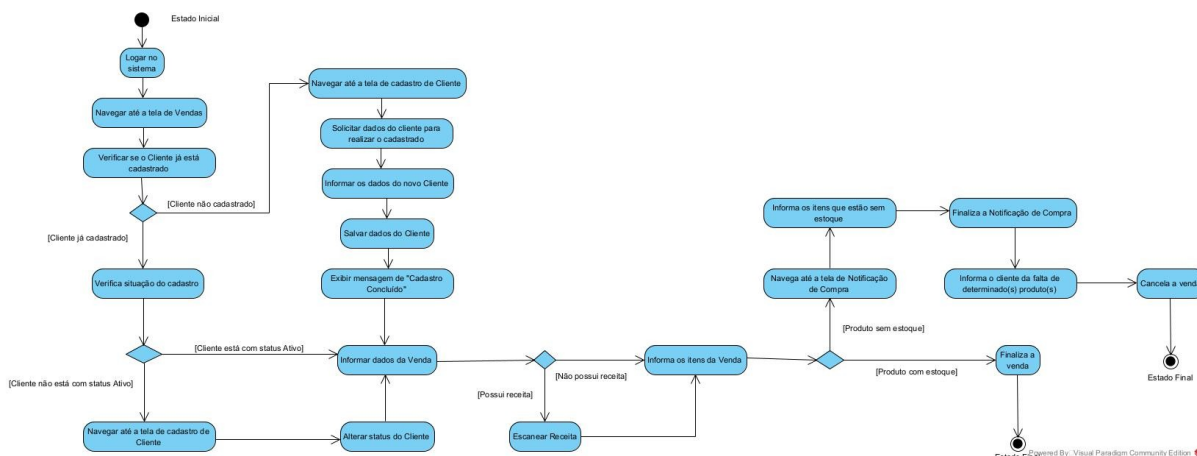 Estado Inicial
Logar no
sistema
Navegar até a tela de Vendas
Verificar se o Cliente já está
cadastrado
[Cliente não cadastrado]
[Cliente já cadastrado]
Navegar até a tela de cadastro de Cliente
Solicitar dados do cliente para
realizar o cadastrado
Informar os dados do novo Cliente
Salvar dados do Cliente
Exibir mensagem de "Cadastro
Concluído"
Verifica situação do cadastro
[Cliente está com status Ativo]
[Cliente não está com status Ativo]
Navegar até a tela de cadastro de
Cliente
Alterar status do Cliente
Informar dados da Venda
[Não possui receita]
[Possui receita]
Escanear Receita
Informa os itens da Venda
[Produto sem estoque]
[Produto com estoque]
Navega até a tela de Notificação
de Compra
Informa os itens que estão sem
estoque
Finaliza a Notificação de Compra
Informa o cliente da falta de
determinado(s) produto(s)
Cancela a venda
Estado Final
Finaliza a
venda
Estado Final
Powered By Visual Paradigm Community Edition